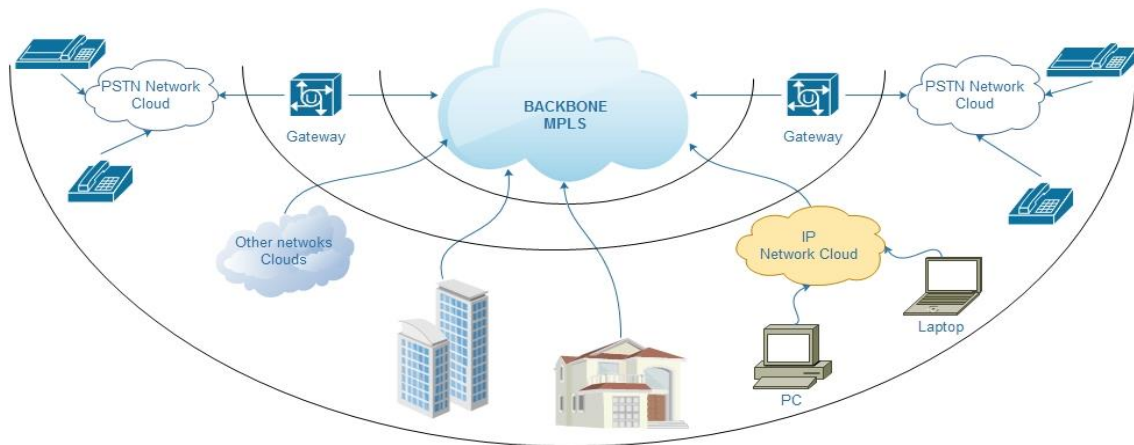 PSTN Network
Cloud
Gateway
BACKBONE
MPLS
Gateway
PSTN Network
Cloud
Other netwoks
Clouds
IP
Network Cloud
Laptop
PC